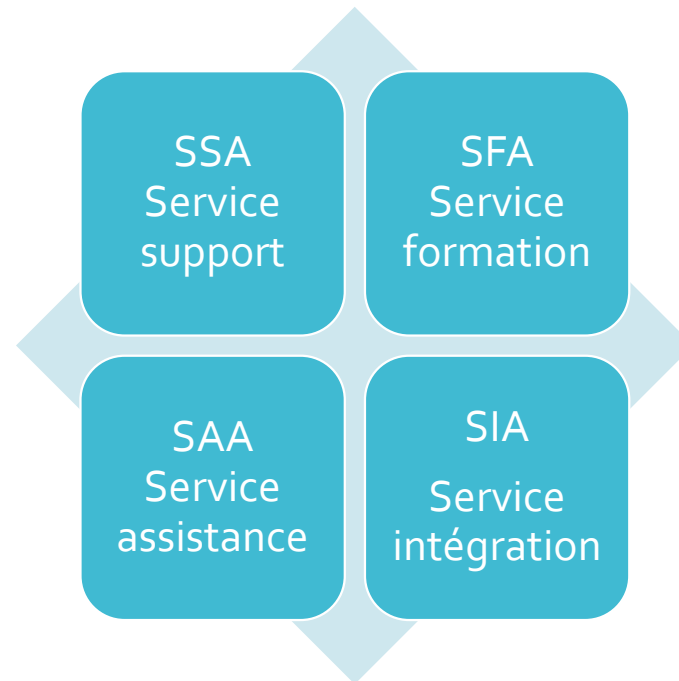 SSA
Service
support
SFA
Service
formation
SAA
Service
assistance
SIA
Service
intégration